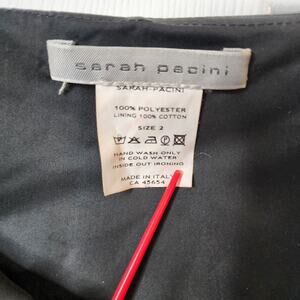 sarah pacini
SARAH-PACINI
100% POLYESTER
LINING 100% COTTON
SIZE 2
HAND WASH ONLY
IN COLD WATER
INSIDE OUT IRONING
MADE IN ITALY
CA 45654